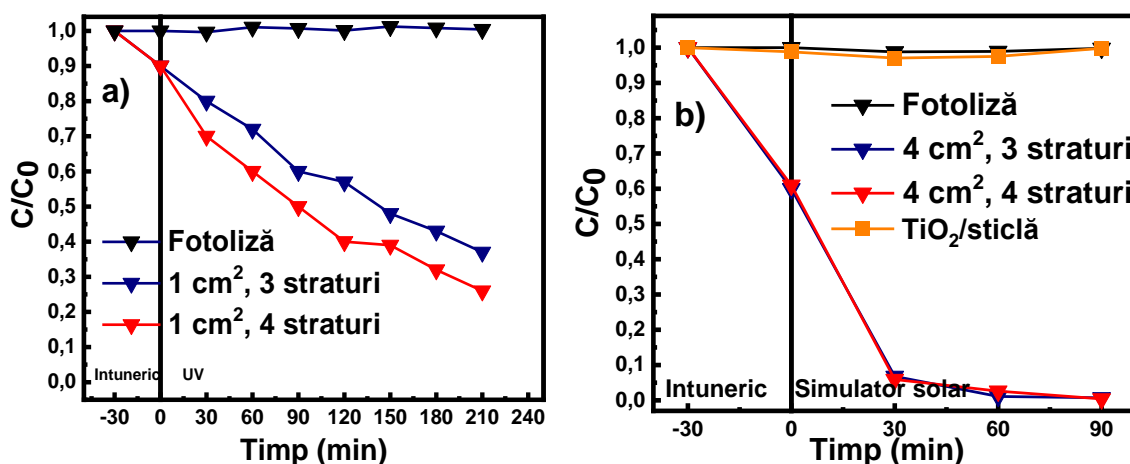 a)
C/C0
1,0
0,9
0,8
0,7
0,6
0,5
0,4
0,3
0,2
0,1
0,0
Fotoliză
1 cm², 3 straturi
1 cm², 4 straturi
Intuneric
UV
-30 0 30 60 90 120 150 180 210 240
Timp (min)
b)
C/C0
1,0
0,9
0,8
0,7
0,6
0,5
0,4
0,3
0,2
0,1
0,0
Fotoliză
4 cm², 3 straturi
4 cm², 4 straturi
TiO₂/sticlă
Intuneric
Simulator solar
-30 0 30 60 90
Timp (min)